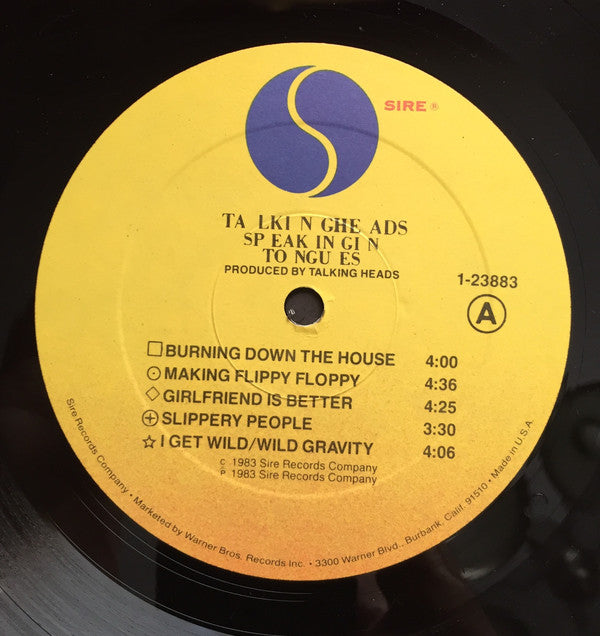 SIRE ®
TA LKI N GHE ADS
SP EAK IN GI N
TO NGU ES
PRODUCED BY TALKING HEADS
1-23883
A
BURNING DOWN THE HOUSE 4:00
MAKING FLIPPY FLOPPY 4:36
GIRLFRIEND IS BETTER 4:25
SLIPPERY PEOPLE 3:30
I GET WILD/WILD GRAVITY 4:06
© 1983 Sire Records Company
℗ 1983 Sire Records Company
Sire Records Company • Marketed by Warner Bros. Records Inc. • 3300 Warner Blvd., Burbank, Calif. 91510 • Made in U.S.A.